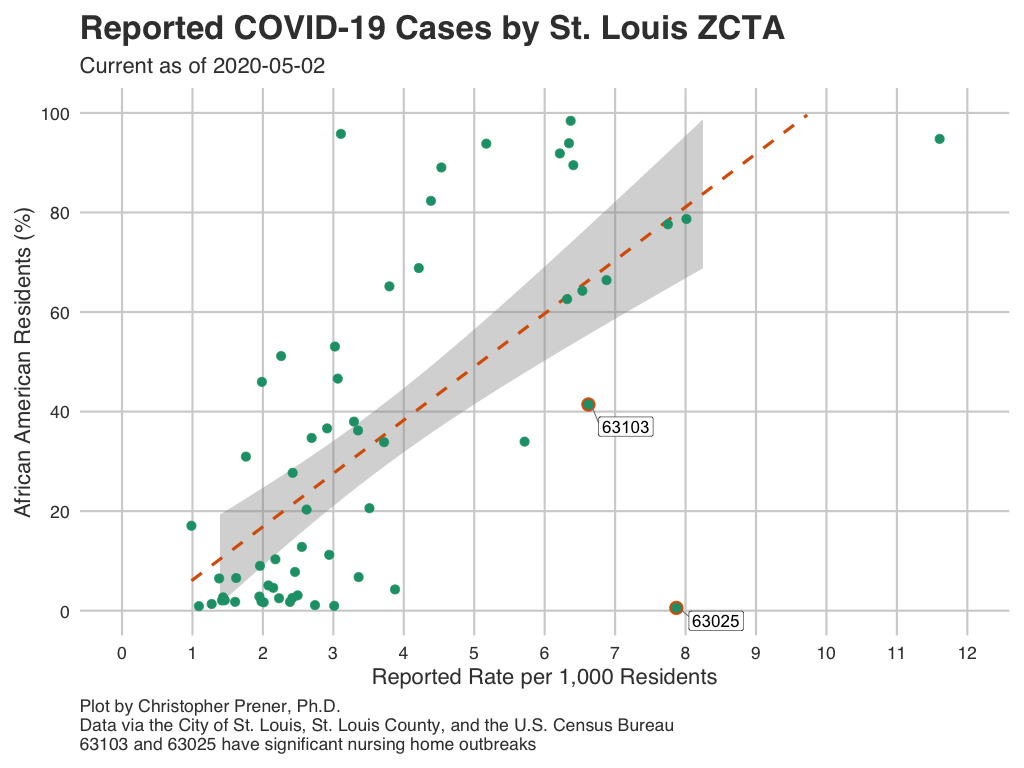 Reported COVID-19 Cases by St. Louis ZCTA
Current as of 2020-05-02
African American Residents (%)
100
80
60
40
20
0
63103
63025
0 1 2 3 4 5 6 7 8 9 10 11 12
Reported Rate per 1,000 Residents
Plot by Christopher Prener, Ph.D.
Data via the City of St. Louis, St. Louis County, and the U.S. Census Bureau
63103 and 63025 have significant nursing home outbreaks